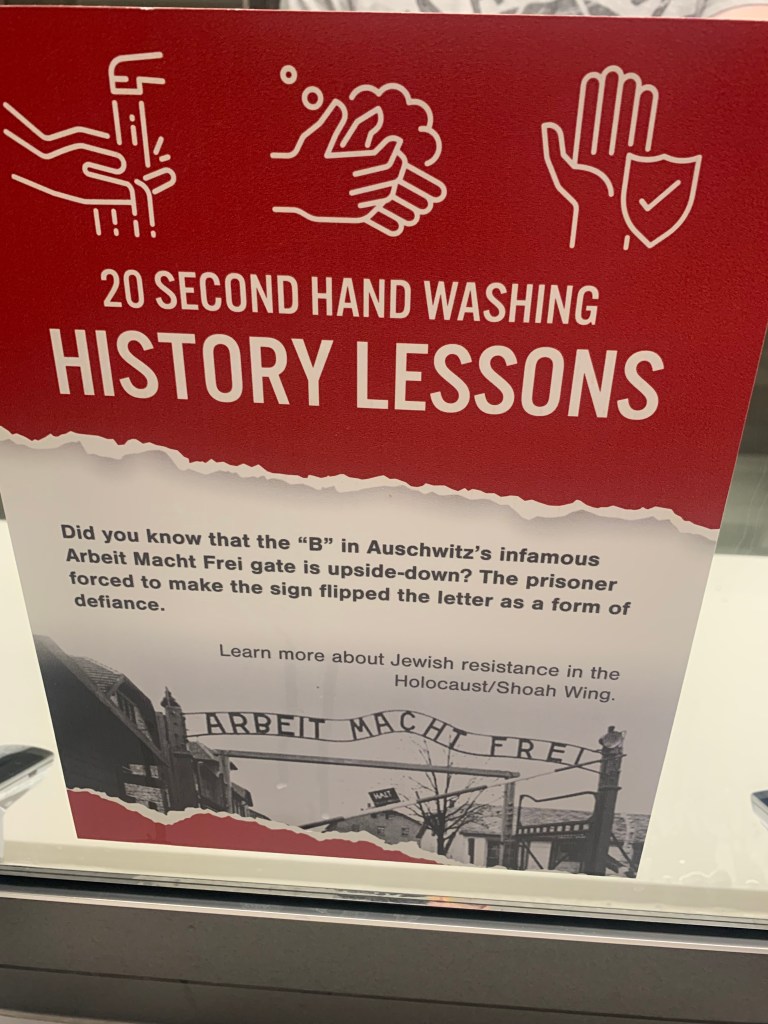 20 SECOND HAND WASHING
HISTORY LESSONS
Did you know that the “B” in Auschwitz’s infamous
Arbeit Macht Frei gate is upside-down? The prisoner
forced to make the sign flipped the letter as a form of
defiance.
Learn more about Jewish resistance in the
Holocaust/Shoah Wing.
ARBEIT MACHT FREI
HALT